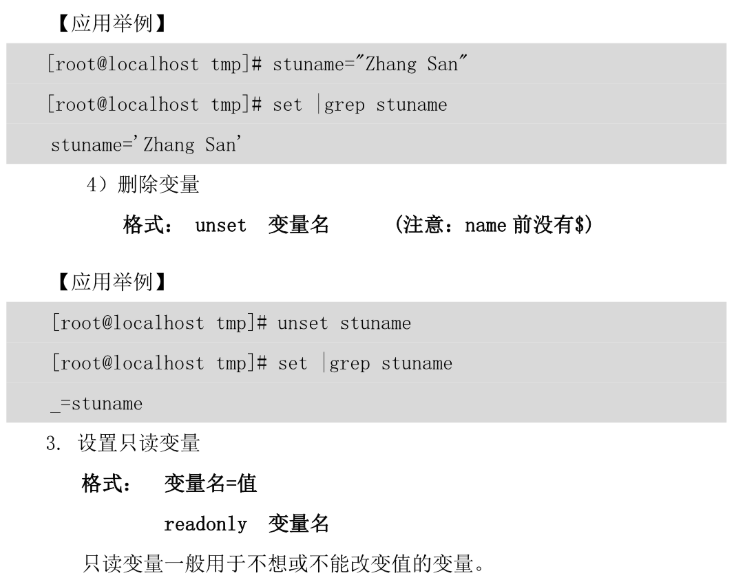 【应用举例】
[root@localhost tmp]# stuname="Zhang San"
[root@localhost tmp]# set |grep stuname
stuname='Zhang San'
4）删除变量
格式： unset 变量名 (注意：name 前没有$)
【应用举例】
[root@localhost tmp]# unset stuname
[root@localhost tmp]# set |grep stuname
_=stuname
3. 设置只读变量
格式： 变量名=值
readonly 变量名
只读变量一般用于不想或不能改变值的变量。